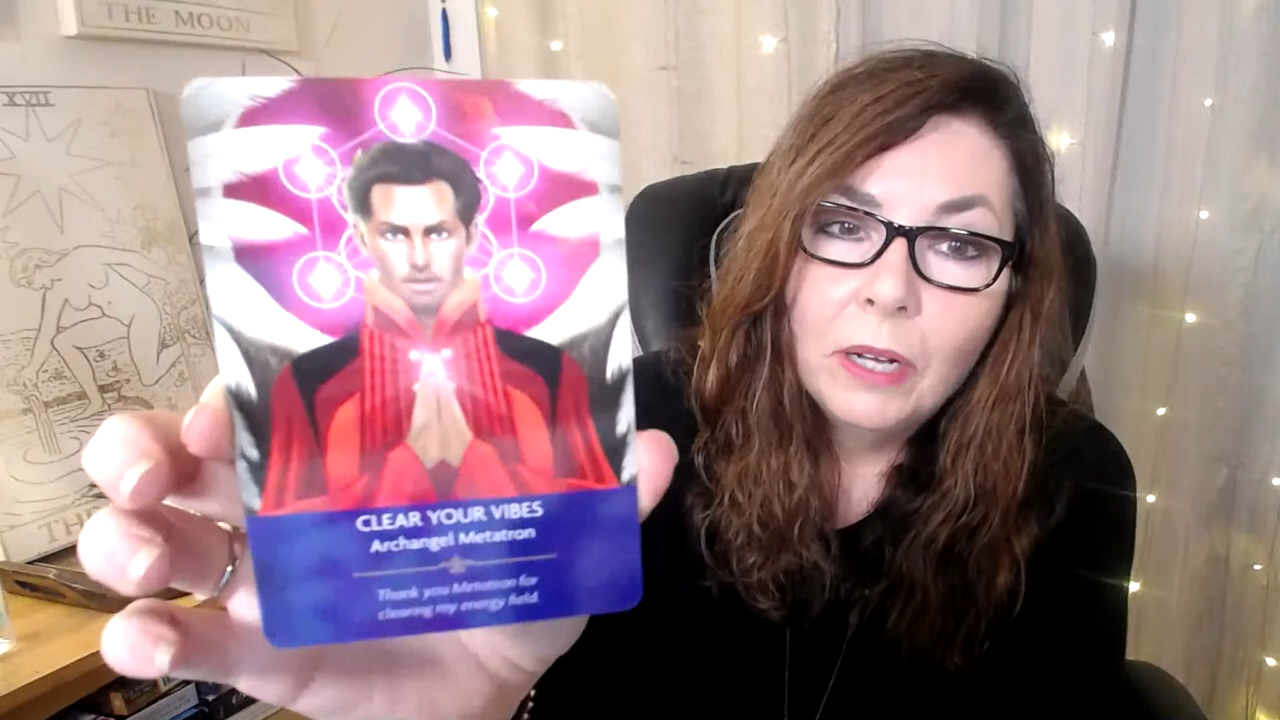 THE MOON
XVII
CLEAR YOUR VIBES
Archangel Metatron
Thank you Metatron for
clearing my energy field.